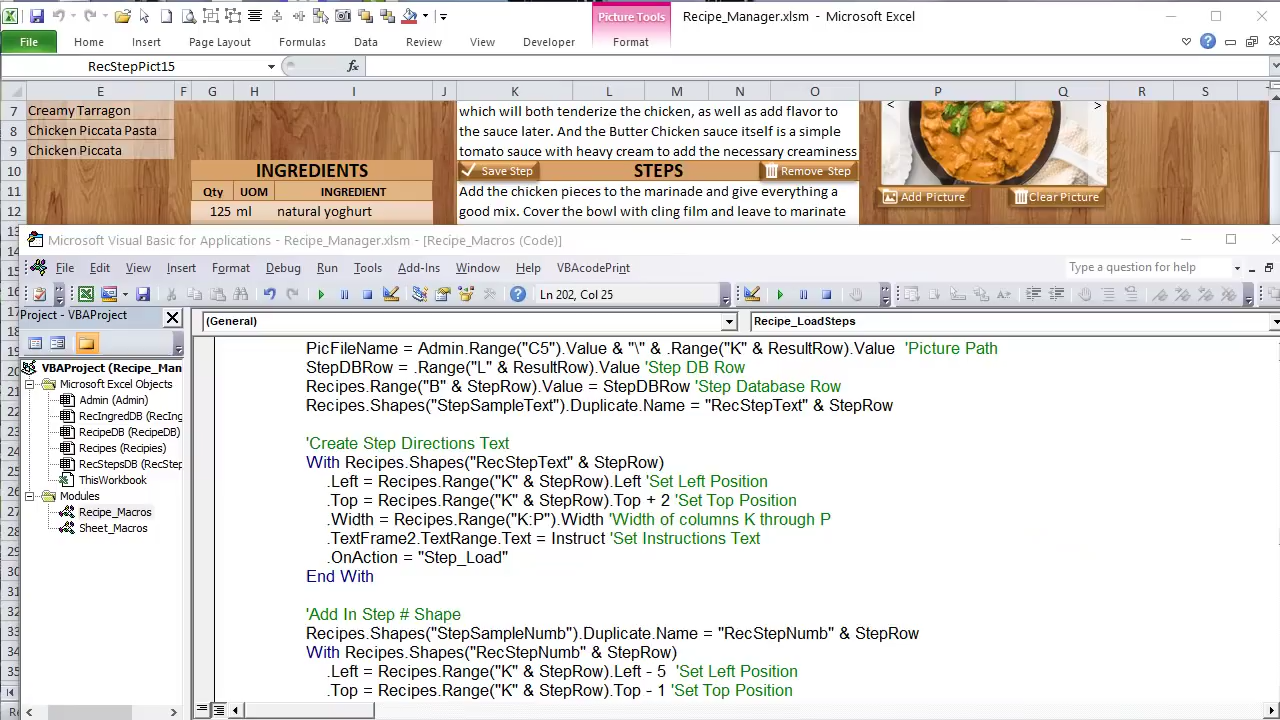 Picture Tools
Recipe_Manager.xlsm - Microsoft Excel
File Home Insert Page Layout Formulas Data Review View Developer Format
RecStepPict15 fx
E F G H I J K L M N O P Q R S
7 Creamy Tarragon
which will both tenderize the chicken, as well as add flavor to
8 Chicken Piccata Pasta
the sauce later. And the Butter Chicken sauce itself is a simple
9 Chicken Piccata
tomato sauce with heavy cream to add the necessary creaminess
< >
10 INGREDIENTS Save Step STEPS Remove Step
11 Qty UOM INGREDIENT Add the chicken pieces to the marinade and give everything a
Add Picture Clear Picture
12 125 ml natural yoghurt good mix. Cover the bowl with cling film and leave to marinate
Microsoft Visual Basic for Applications - Recipe_Manager.xlsm - [Recipe_Macros (Code)]
File Edit View Insert Format Debug Run Tools Add-Ins Window Help VBAcodePrint Type a question for help
Ln 202, Col 25
Project - VBAProject
(General) Recipe_LoadSteps
VBAProject (Recipe_Man
Microsoft Excel Objects
Admin (Admin)
RecIngredDB (RecIng
RecipeDB (RecipeDB)
Recipes (Recipies)
RecStepsDB (RecStep
ThisWorkbook
Modules
Recipe_Macros
Sheet_Macros
PicFileName = Admin.Range("C5").Value & "\" & .Range("K" & ResultRow).Value 'Picture Path
StepDBRow = .Range("L" & ResultRow).Value 'Step DB Row
Recipes.Range("B" & StepRow).Value = StepDBRow 'Step Database Row
Recipes.Shapes("StepSampleText").Duplicate.Name = "RecStepText" & StepRow
'Create Step Directions Text
With Recipes.Shapes("RecStepText" & StepRow)
.Left = Recipes.Range("K" & StepRow).Left 'Set Left Position
.Top = Recipes.Range("K" & StepRow).Top + 2 'Set Top Position
.Width = Recipes.Range("K:P").Width 'Width of columns K through P
.TextFrame2.TextRange.Text = Instruct 'Set Instructions Text
.OnAction = "Step_Load"
End With
'Add In Step # Shape
Recipes.Shapes("StepSampleNumb").Duplicate.Name = "RecStepNumb" & StepRow
With Recipes.Shapes("RecStepNumb" & StepRow)
.Left = Recipes.Range("K" & StepRow).Left - 5 'Set Left Position
.Top = Recipes.Range("K" & StepRow).Top - 1 'Set Top Position